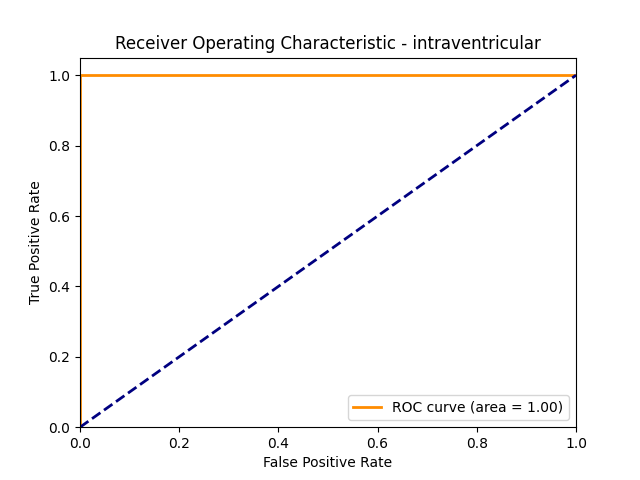 Receiver Operating Characteristic - intraventricular
True Positive Rate
1.0
0.8
0.6
0.4
0.2
0.0
0.0 0.2 0.4 0.6 0.8 1.0
False Positive Rate
ROC curve (area = 1.00)